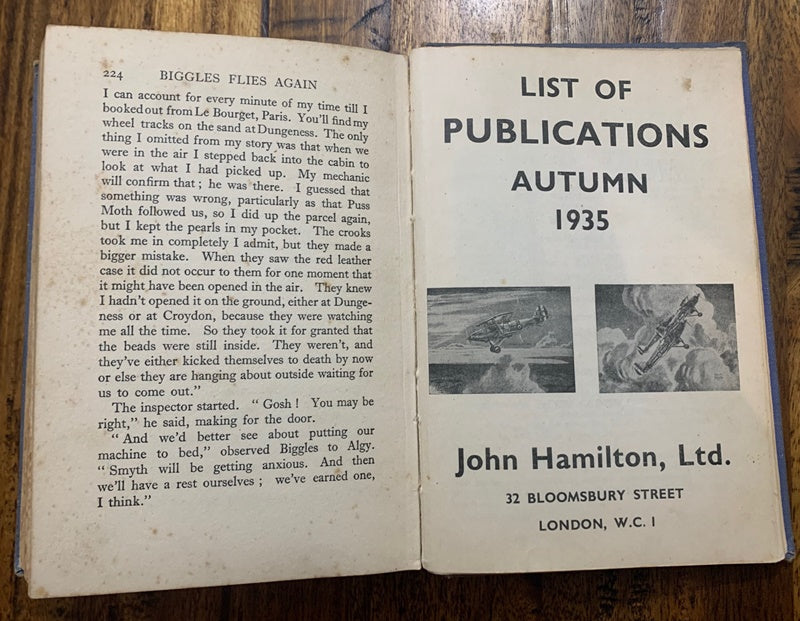 224 BIGGLES FLIES AGAIN
I can account for every minute of my time till I
booked out from Le Bourget, Paris. You'll find my
wheel tracks on the sand at Dungeness. The only
thing I omitted from my story was that when we
were in the air I stepped back into the cabin to
look at what I had picked up. My mechanic
will confirm that; he was there. I guessed that
something was wrong, particularly as that Puss
Moth followed us, so I did up the parcel again,
but I kept the pearls in my pocket. The crooks
took me in completely I admit, but they made a
bigger mistake. When they saw the red leather
case it did not occur to them for one moment that
it might have been opened in the air. They knew
I hadn't opened it on the ground, either at Dunge-
ness or at Croydon, because they were watching
me all the time. So they took it for granted that
the beads were still inside. They weren't, and
they've either kicked themselves to death by now
or else they are hanging about outside waiting for
us to come out."
The inspector started. "Gosh! You may be
right," he said, making for the door.
"And we'd better see about putting our
machine to bed," observed Biggles to Algy.
"Smyth will be getting anxious. And then
we'll have a rest ourselves; we've earned one,
I think."
LIST OF
PUBLICATIONS
AUTUMN
1935
John Hamilton, Ltd.
32 BLOOMSBURY STREET
LONDON, W.C. 1